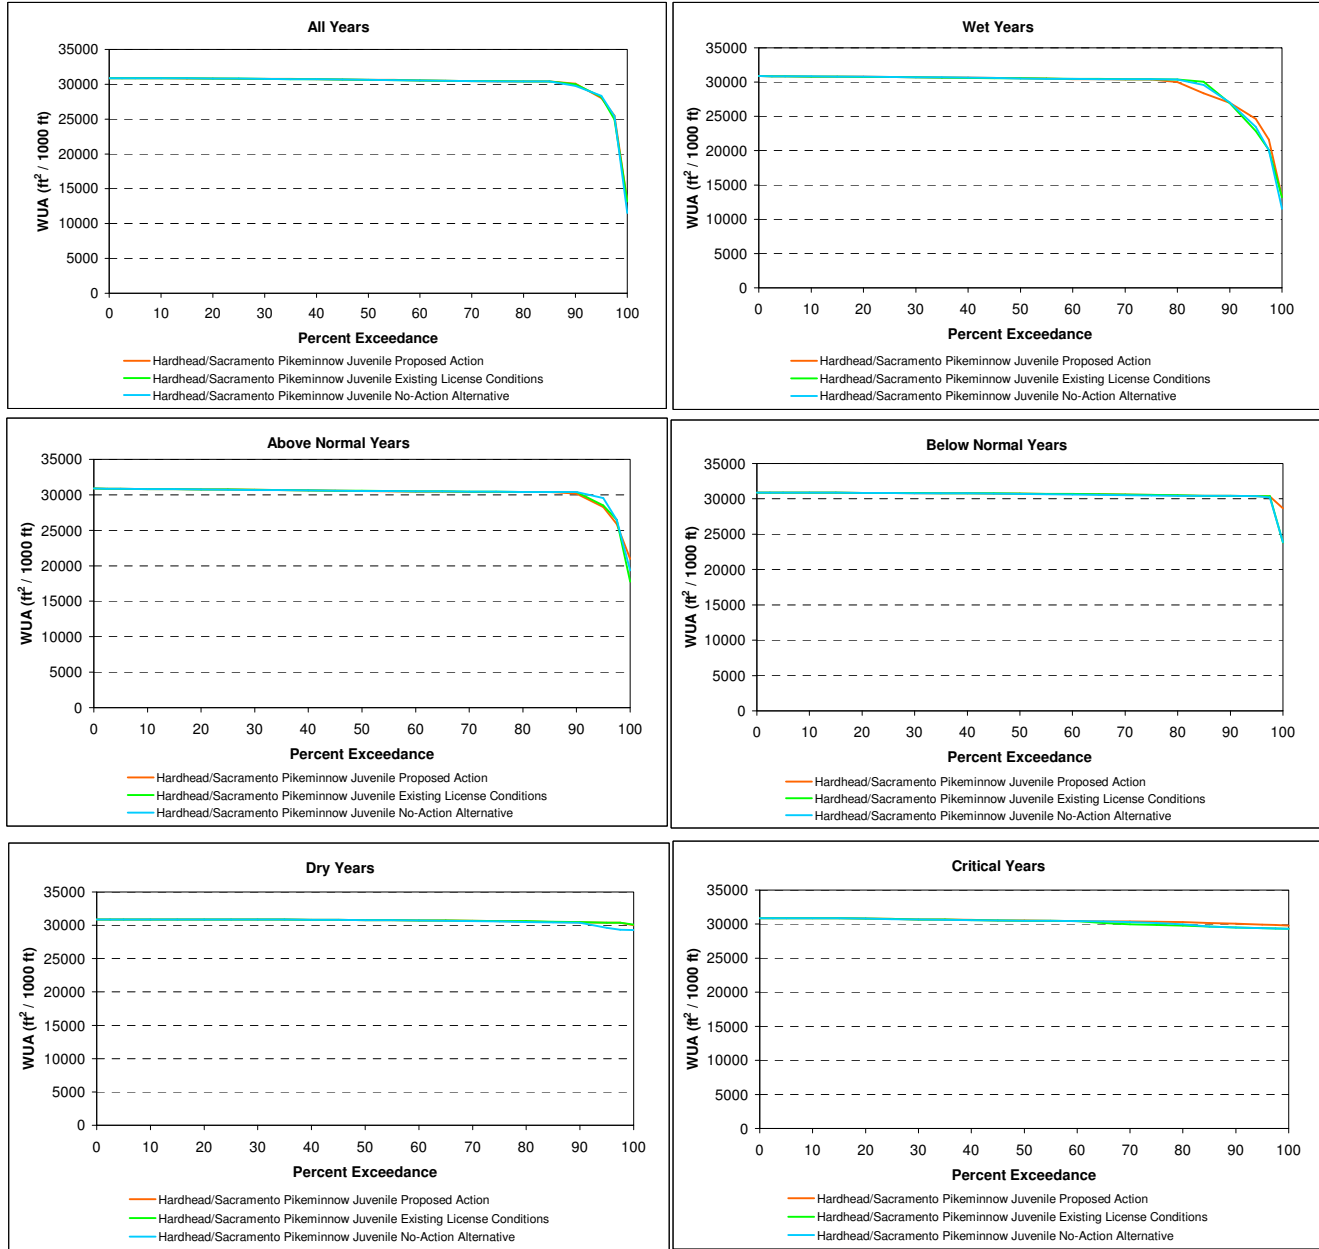 All Years
WUA (ft² / 1000 ft)
35000
30000
25000
20000
15000
10000
5000
0
0 10 20 30 40 50 60 70 80 90 100
Percent Exceedance
Hardhead/Sacramento Pikeminnow Juvenile Proposed Action
Hardhead/Sacramento Pikeminnow Juvenile Existing License Conditions
Hardhead/Sacramento Pikeminnow Juvenile No-Action Alternative
Wet Years
WUA (ft² / 1000 ft)
35000
30000
25000
20000
15000
10000
5000
0
0 10 20 30 40 50 60 70 80 90 100
Percent Exceedance
Hardhead/Sacramento Pikeminnow Juvenile Proposed Action
Hardhead/Sacramento Pikeminnow Juvenile Existing License Conditions
Hardhead/Sacramento Pikeminnow Juvenile No-Action Alternative
Above Normal Years
WUA (ft² / 1000 ft)
35000
30000
25000
20000
15000
10000
5000
0
0 10 20 30 40 50 60 70 80 90 100
Percent Exceedance
Hardhead/Sacramento Pikeminnow Juvenile Proposed Action
Hardhead/Sacramento Pikeminnow Juvenile Existing License Conditions
Hardhead/Sacramento Pikeminnow Juvenile No-Action Alternative
Below Normal Years
WUA (ft² / 1000 ft)
35000
30000
25000
20000
15000
10000
5000
0
0 10 20 30 40 50 60 70 80 90 100
Percent Exceedance
Hardhead/Sacramento Pikeminnow Juvenile Proposed Action
Hardhead/Sacramento Pikeminnow Juvenile Existing License Conditions
Hardhead/Sacramento Pikeminnow Juvenile No-Action Alternative
Dry Years
WUA (ft² / 1000 ft)
35000
30000
25000
20000
15000
10000
5000
0
0 10 20 30 40 50 60 70 80 90 100
Percent Exceedance
Hardhead/Sacramento Pikeminnow Juvenile Proposed Action
Hardhead/Sacramento Pikeminnow Juvenile Existing License Conditions
Hardhead/Sacramento Pikeminnow Juvenile No-Action Alternative
Critical Years
WUA (ft² / 1000 ft)
35000
30000
25000
20000
15000
10000
5000
0
0 10 20 30 40 50 60 70 80 90 100
Percent Exceedance
Hardhead/Sacramento Pikeminnow Juvenile Proposed Action
Hardhead/Sacramento Pikeminnow Juvenile Existing License Conditions
Hardhead/Sacramento Pikeminnow Juvenile No-Action Alternative